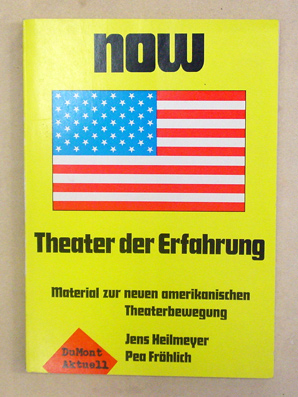 now
Theater der Erfahrung
Material zur neuen amerikanischen
Theaterbewegung
Jens Heilmeyer
Pea Fröhlich
DuMont
Aktuell